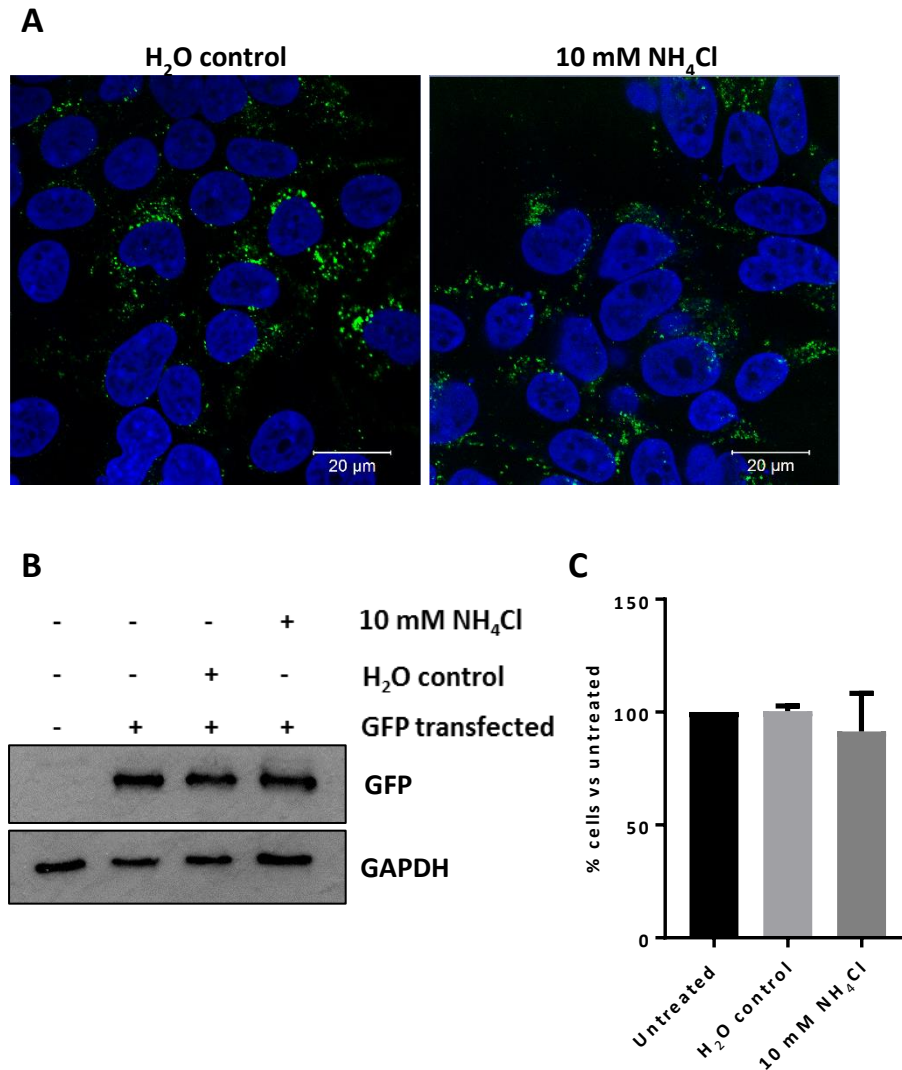 A
H₂O control
10 mM NH₄Cl
20 µm
20 µm
B
- - - + 10 mM NH₄Cl
- - + - H₂O control
- + + + GFP transfected
GFP
GAPDH
C
% cells vs untreated
150
100
50
0
Untreated
H₂O control
10 mM NH₄Cl